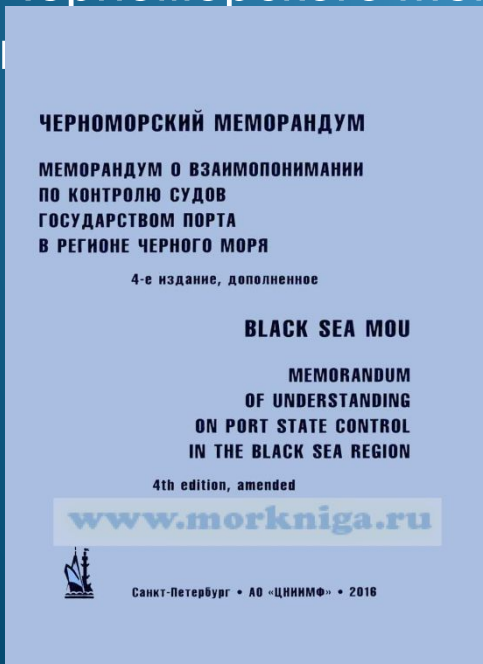 ЧЕРНОМОРСКИЙ МЕМОРАНДУМ
МЕМОРАНДУМ О ВЗАИМОПОНИМАНИИ
ПО КОНТРОЛЮ СУДОВ
ГОСУДАРСТВОМ ПОРТА
В РЕГИОНЕ ЧЕРНОГО МОРЯ
4-е издание, дополненное
BLACK SEA MOU
MEMORANDUM
OF UNDERSTANDING
ON PORT STATE CONTROL
IN THE BLACK SEA REGION
4th edition, amended
www.morkniga.ru
Санкт-Петербург • АО «ЦНИИМФ» • 2016